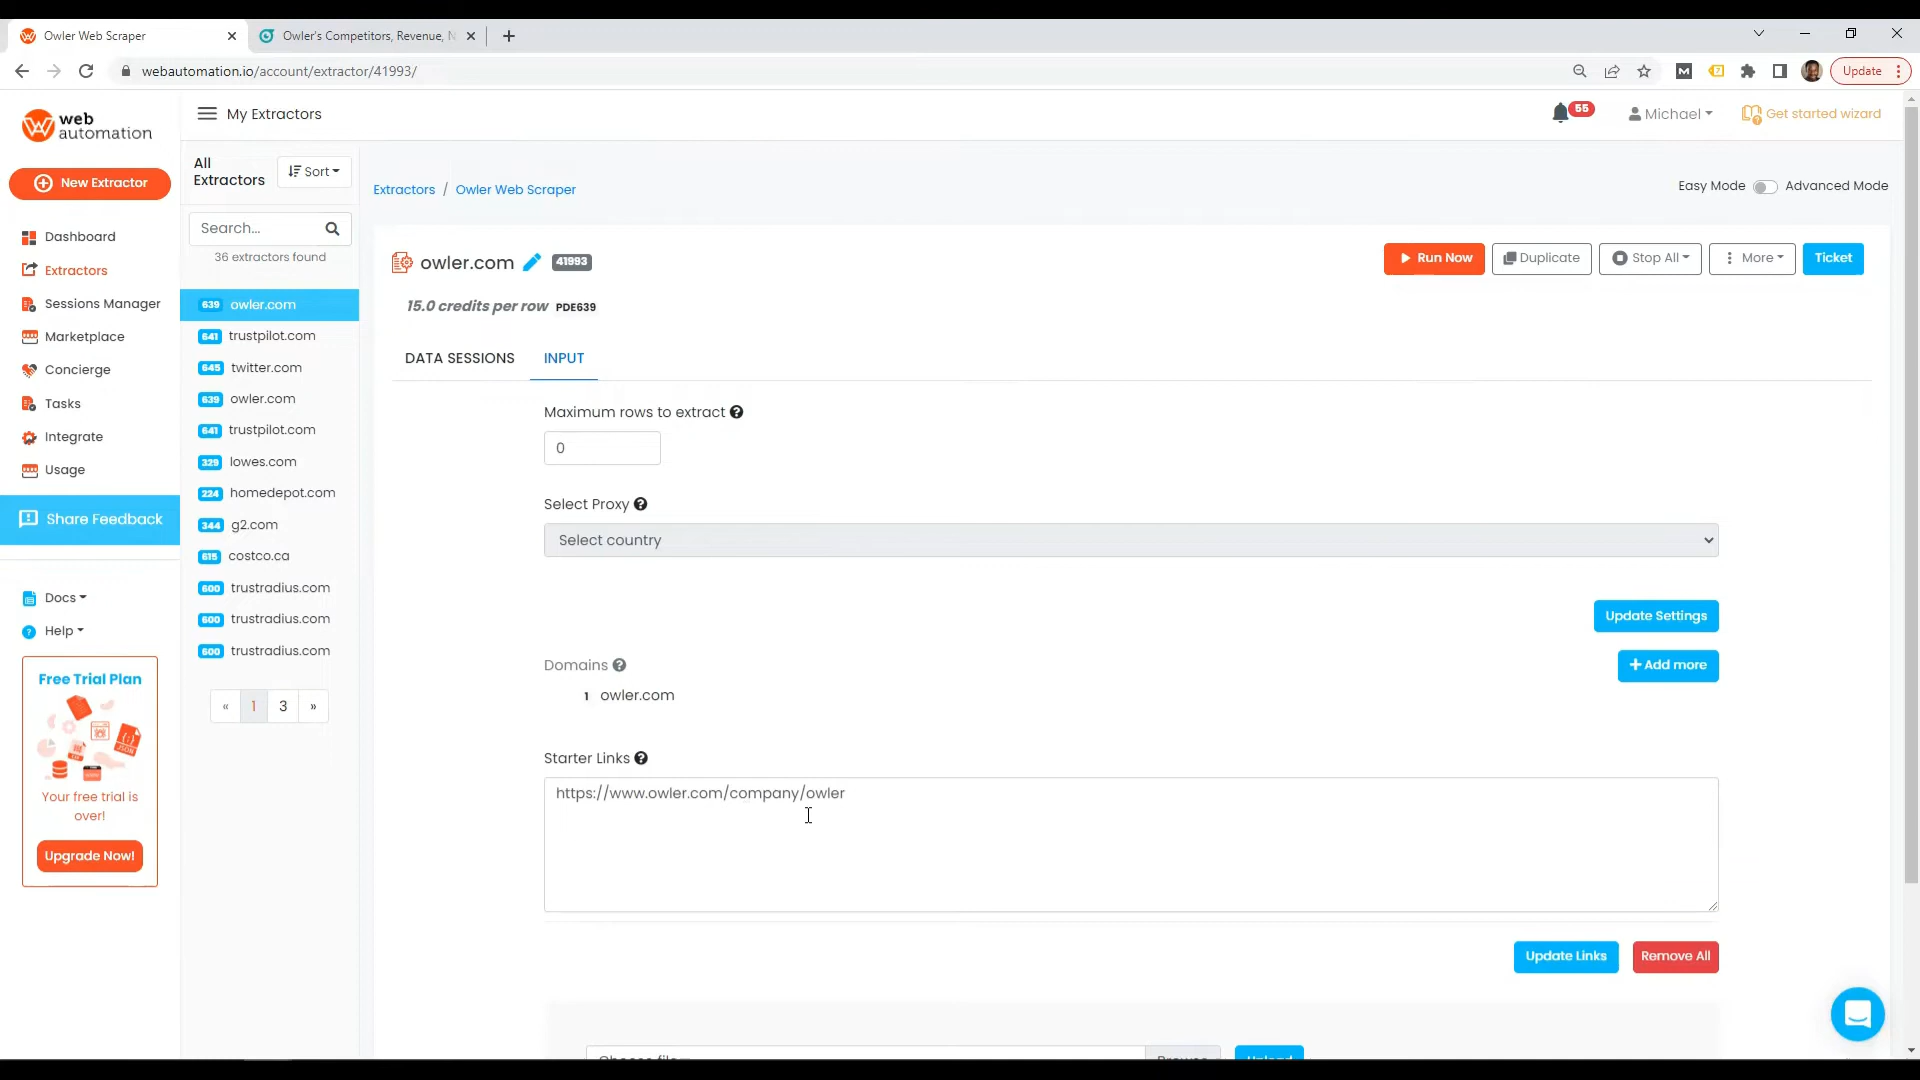 Owler Web Scraper
Owler's Competitors, Revenue, N
webautomation.io/account/extractor/41993/
Update
web
automation
My Extractors
55
Michael
Get started wizard
New Extractor
Dashboard
Extractors
Sessions Manager
Marketplace
Concierge
Tasks
Integrate
Usage
Share Feedback
Docs
Help
Free Trial Plan
Your free trial is
over!
Upgrade Now!
All
Extractors
Sort
Search...
36 extractors found
639 owler.com
641 trustpilot.com
645 twitter.com
639 owler.com
641 trustpilot.com
329 lowes.com
224 homedepot.com
344 g2.com
615 costco.ca
600 trustradius.com
600 trustradius.com
600 trustradius.com
« 1 3 »
Extractors / Owler Web Scraper
Easy Mode Advanced Mode
owler.com 41993
Run Now Duplicate Stop All More Ticket
15.0 credits per row PDE639
DATA SESSIONS INPUT
Maximum rows to extract
0
Select Proxy
Select country
Update Settings
Domains
+ Add more
1 owler.com
Starter Links
https://www.owler.com/company/owler
Update Links Remove All